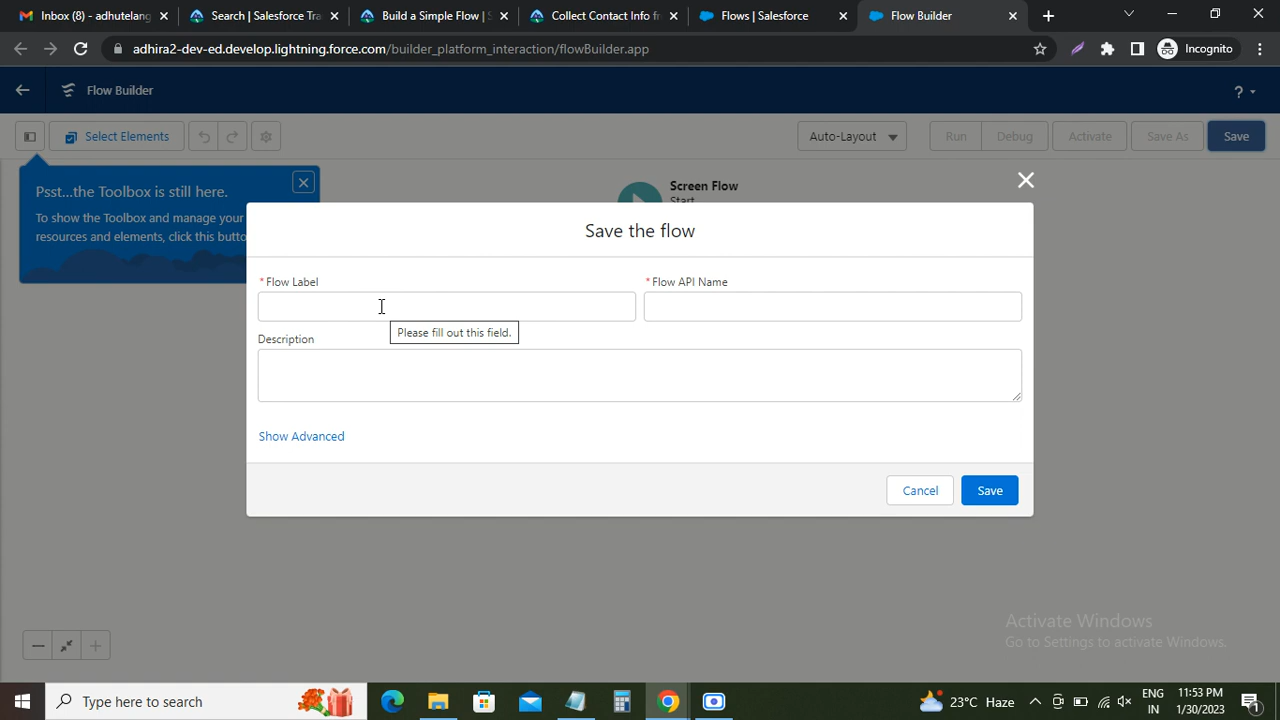 Inbox (8) - adhutelang
Search | Salesforce Tra
Build a Simple Flow | S
Collect Contact Info fr
Flows | Salesforce
Flow Builder
adhira2-dev-ed.develop.lightning.force.com/builder_platform_interaction/flowBuilder.app
Incognito
Flow Builder
?
Select Elements
Auto-Layout
Run
Debug
Activate
Save As
Save
Psst...the Toolbox is still here.
To show the Toolbox and manage your
resources and elements, click this butto
Screen Flow
Start
Save the flow
* Flow Label
* Flow API Name
Please fill out this field.
Description
Show Advanced
Cancel
Save
Activate Windows
Go to Settings to activate Windows.
Type here to search
23°C Haze
ENG
IN
11:53 PM
1/30/2023
1